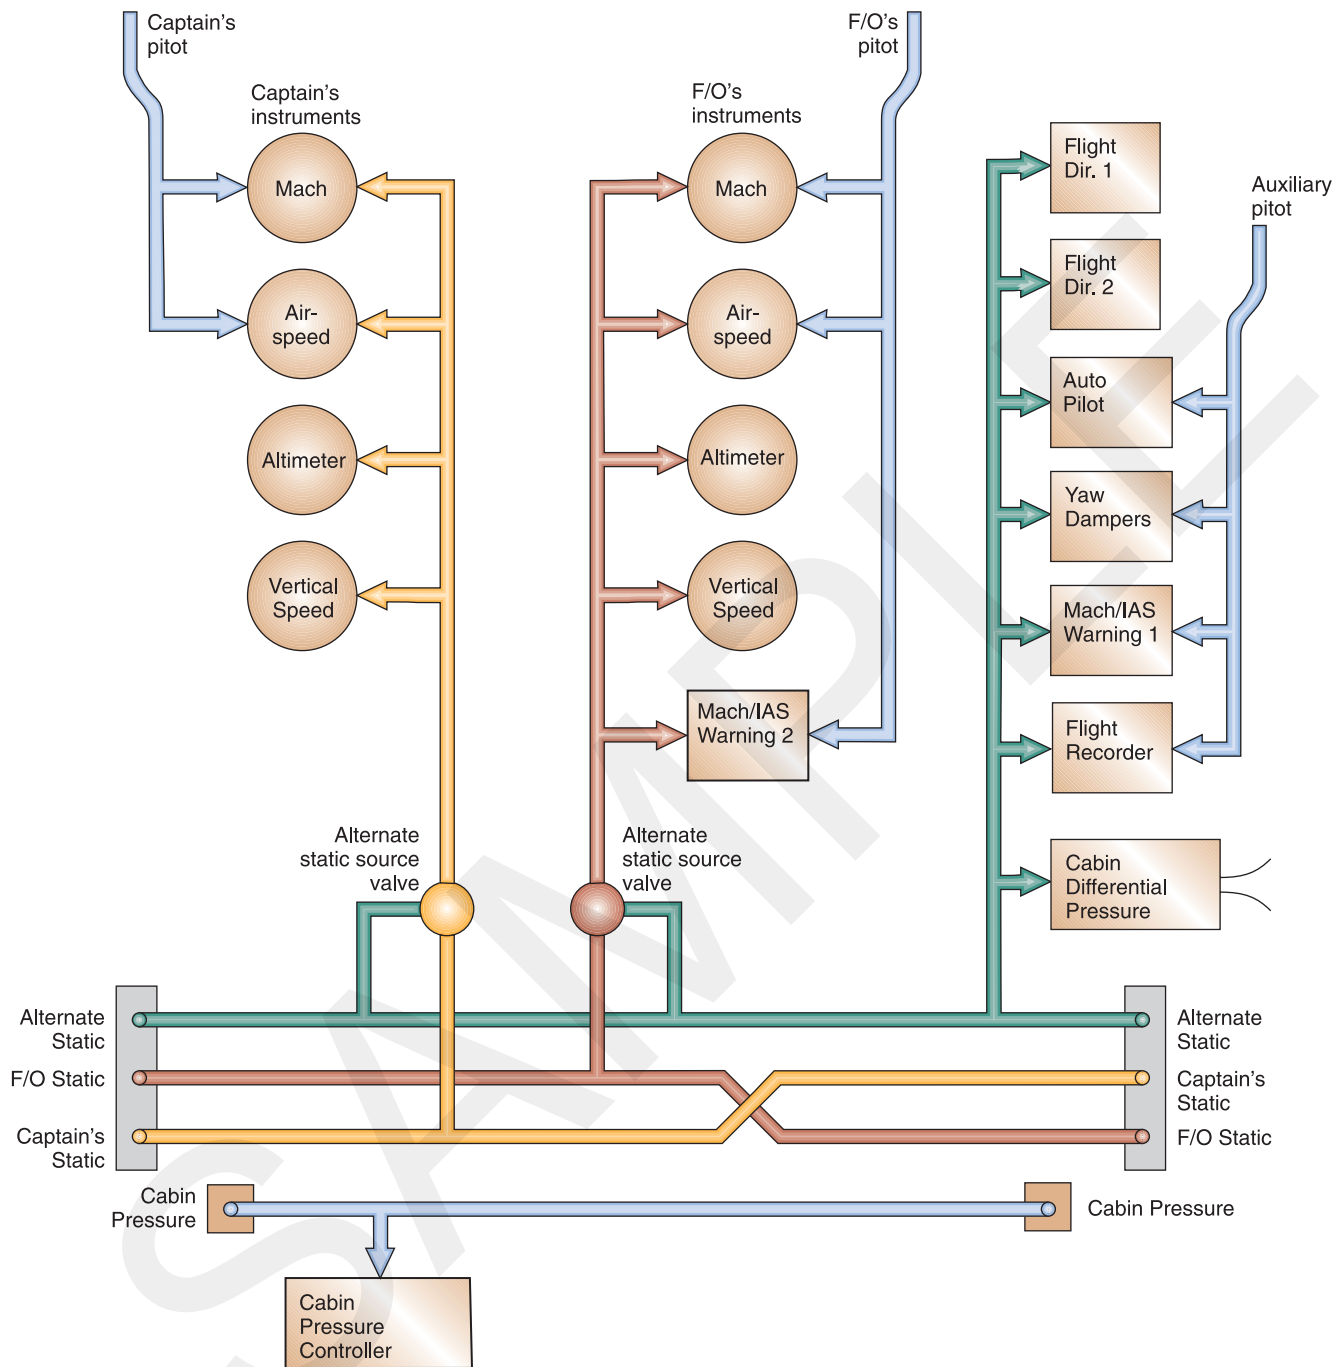 Captain's
pitot
F/O's
pitot
Captain's
instruments
F/O's
instruments
Mach
Mach
Flight
Dir. 1
Auxiliary
pitot
Air-
speed
Air-
speed
Flight
Dir. 2
Altimeter
Altimeter
Auto
Pilot
Yaw
Dampers
Vertical
Speed
Vertical
Speed
Mach/IAS
Warning 1
Mach/IAS
Warning 2
Flight
Recorder
Alternate
static source
valve
Alternate
static source
valve
Cabin
Differential
Pressure
Alternate
Static
Alternate
Static
F/O Static
Captain's
Static
Captain's
Static
F/O Static
Cabin
Pressure
Cabin Pressure
Cabin
Pressure
Controller
SAMPLE